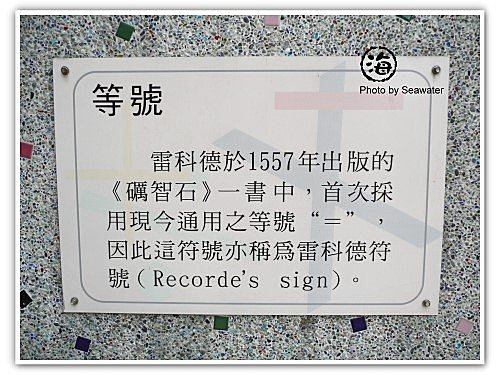 海
Photo by Seawater
等號
雷科德於1557年出版的
《礪智石》一書中，首次採
用現今通用之等號“＝”，
因此這符號亦稱爲雷科德符
號（Recorde's sign）。